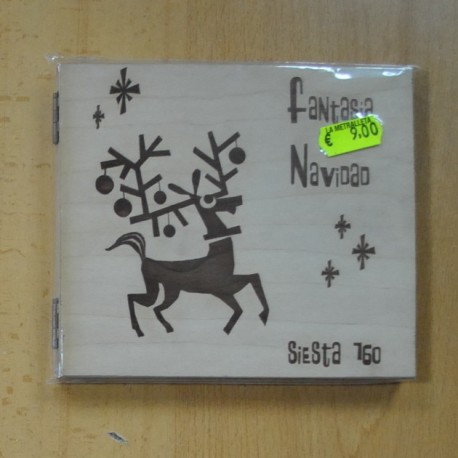 Fantasia
LA METRALLETA
€ 9.00
Navidad
Siesta 160